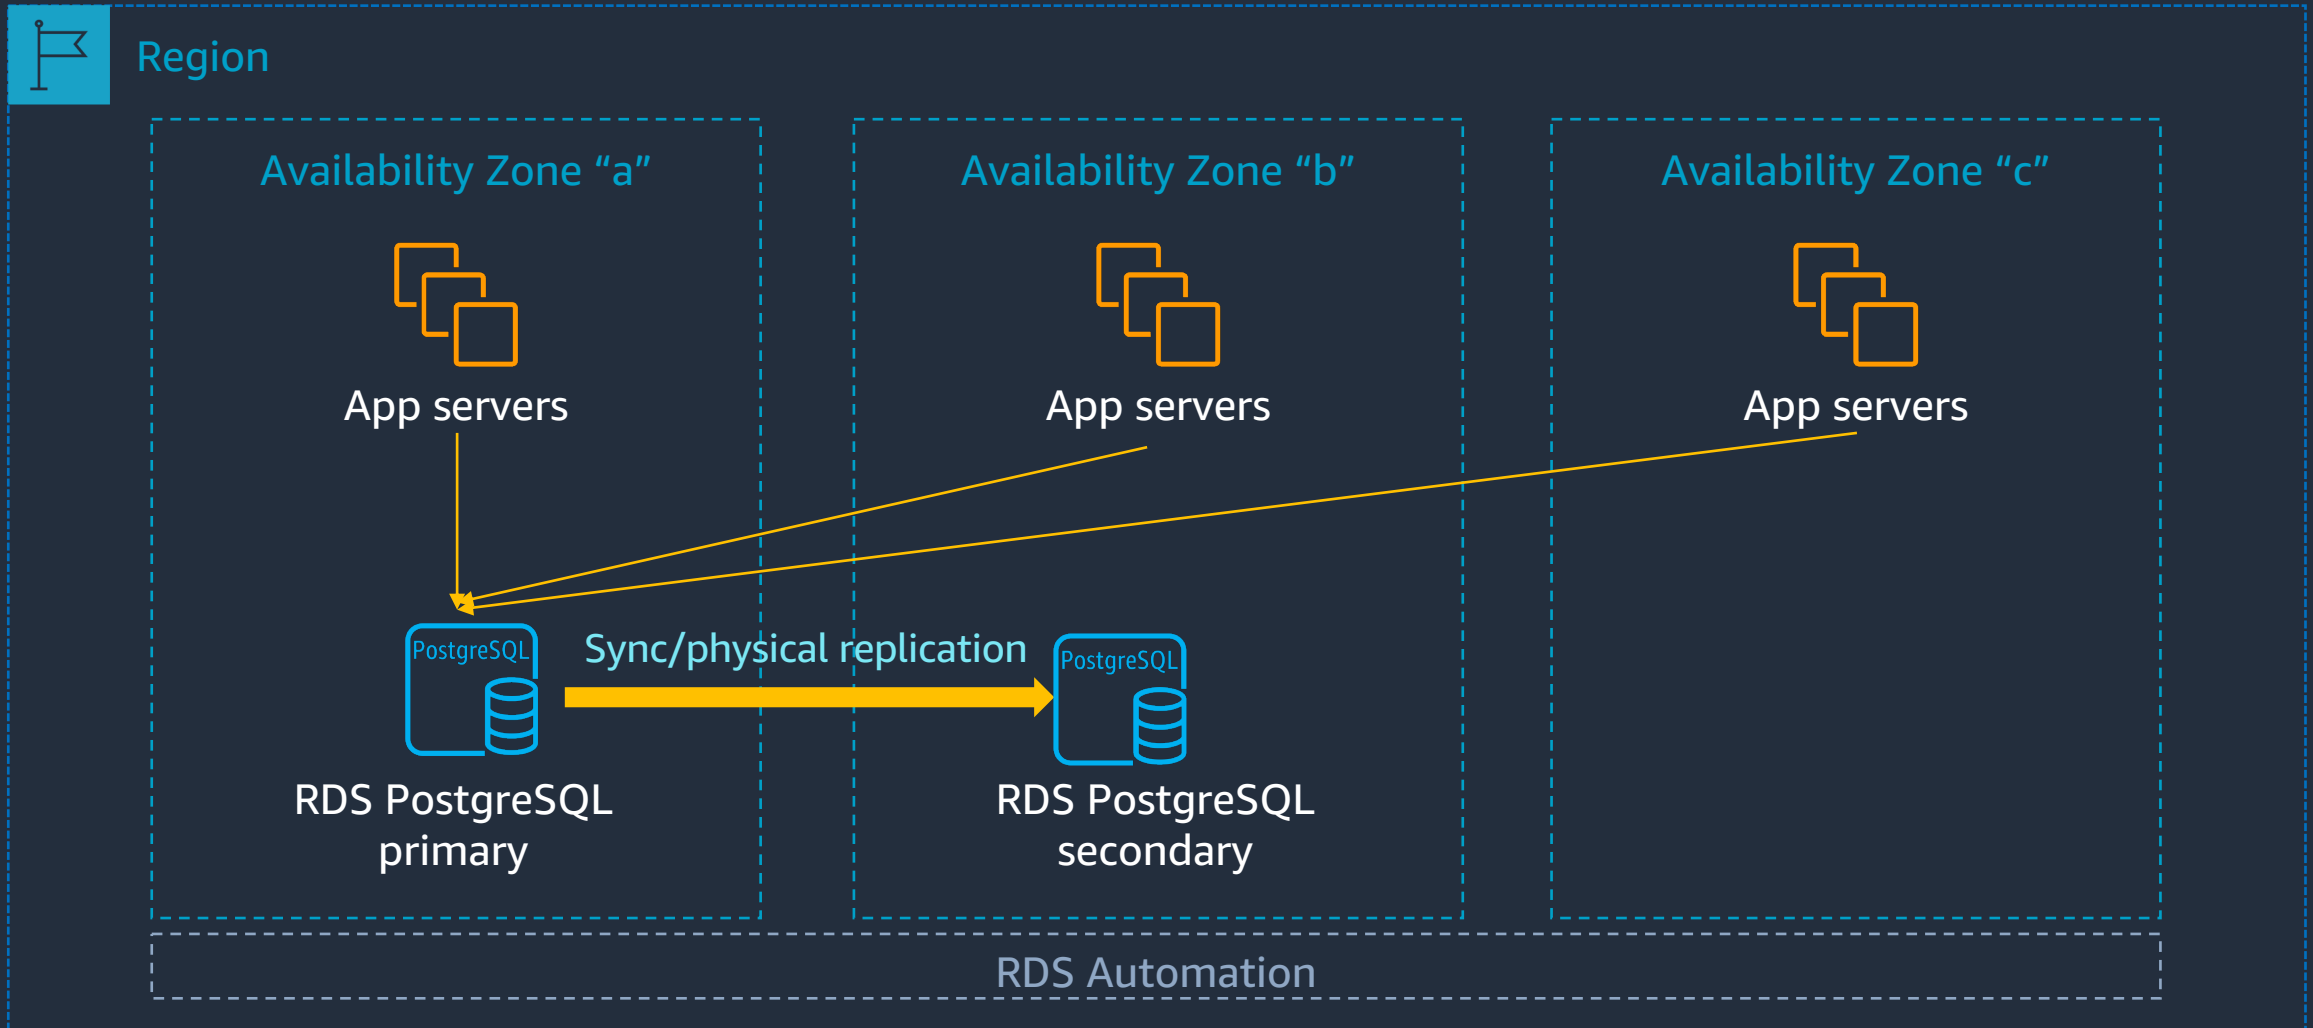 Region
Availability Zone “a”
Availability Zone “b”
Availability Zone “c”
App servers
App servers
App servers
PostgreSQL
Sync/physical replication
PostgreSQL
RDS PostgreSQL
primary
RDS PostgreSQL
secondary
RDS Automation